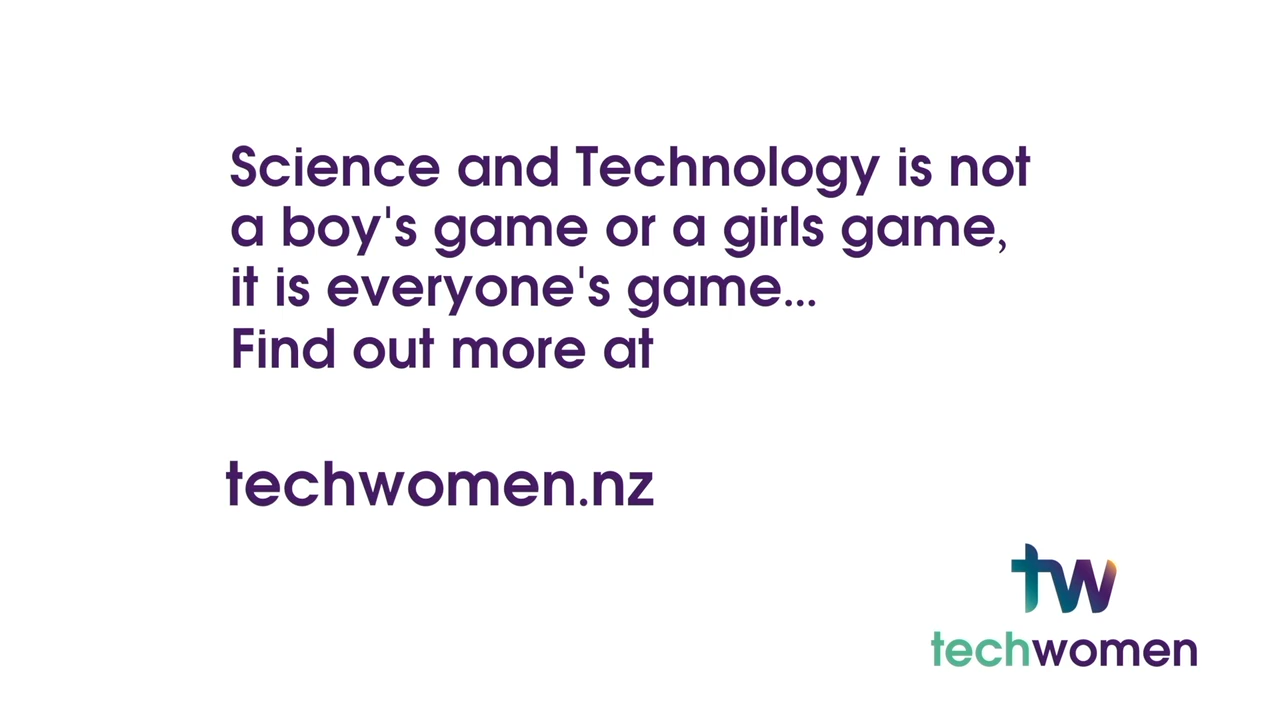 Science and Technology is not
a boy's game or a girls game,
it is everyone's game...
Find out more at
techwomen.nz
tw
techwomen